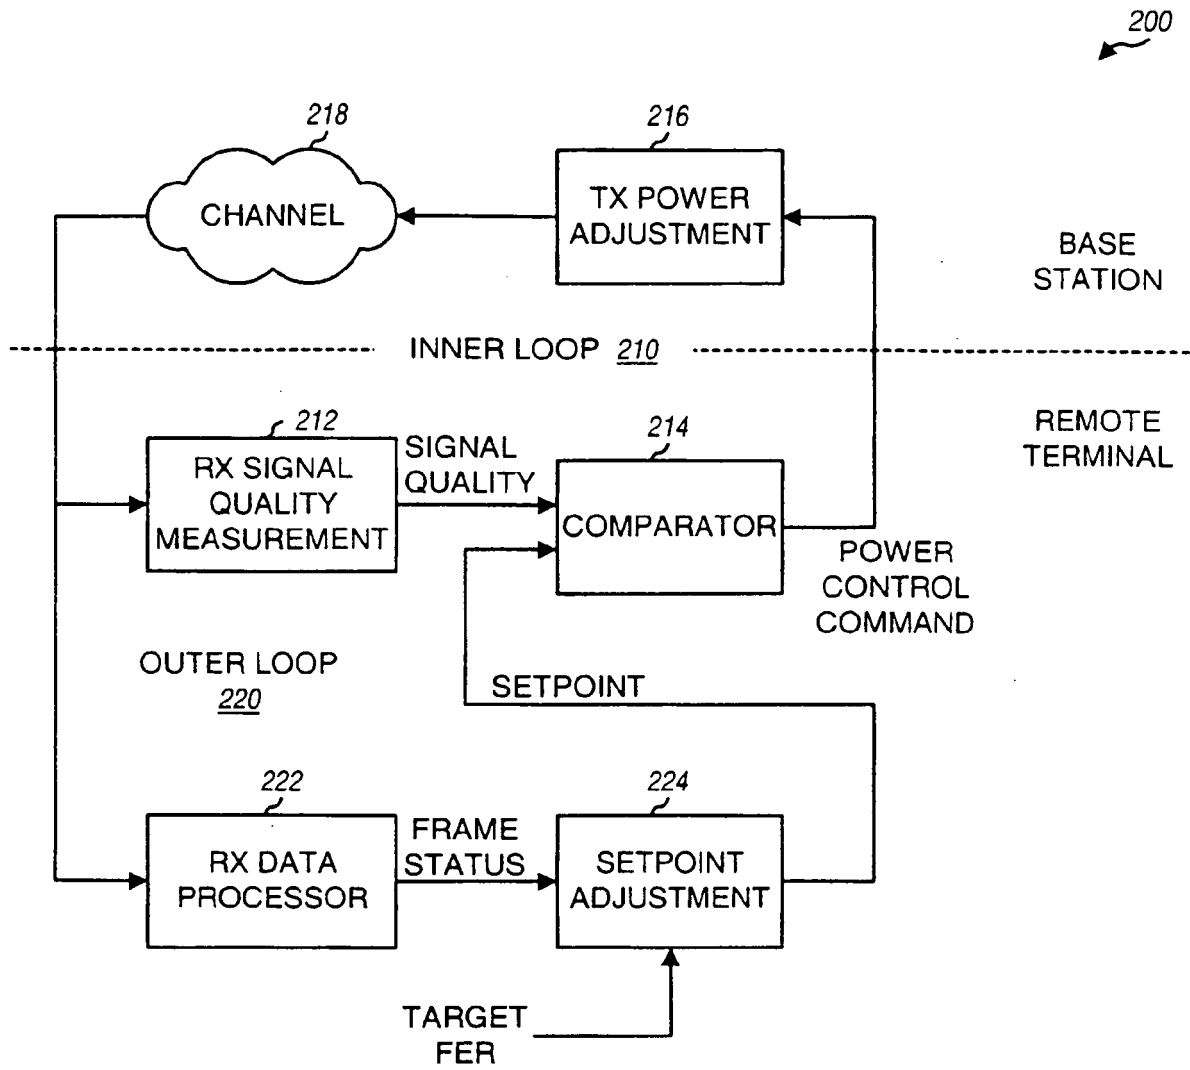 200
218
216
CHANNEL
TX POWER
ADJUSTMENT
BASE
STATION
INNER LOOP 210
REMOTE
TERMINAL
212
214
RX SIGNAL
QUALITY
MEASUREMENT
SIGNAL
QUALITY
COMPARATOR
POWER
CONTROL
COMMAND
OUTER LOOP
220
SETPOINT
222
224
RX DATA
PROCESSOR
FRAME
STATUS
SETPOINT
ADJUSTMENT
TARGET
FER